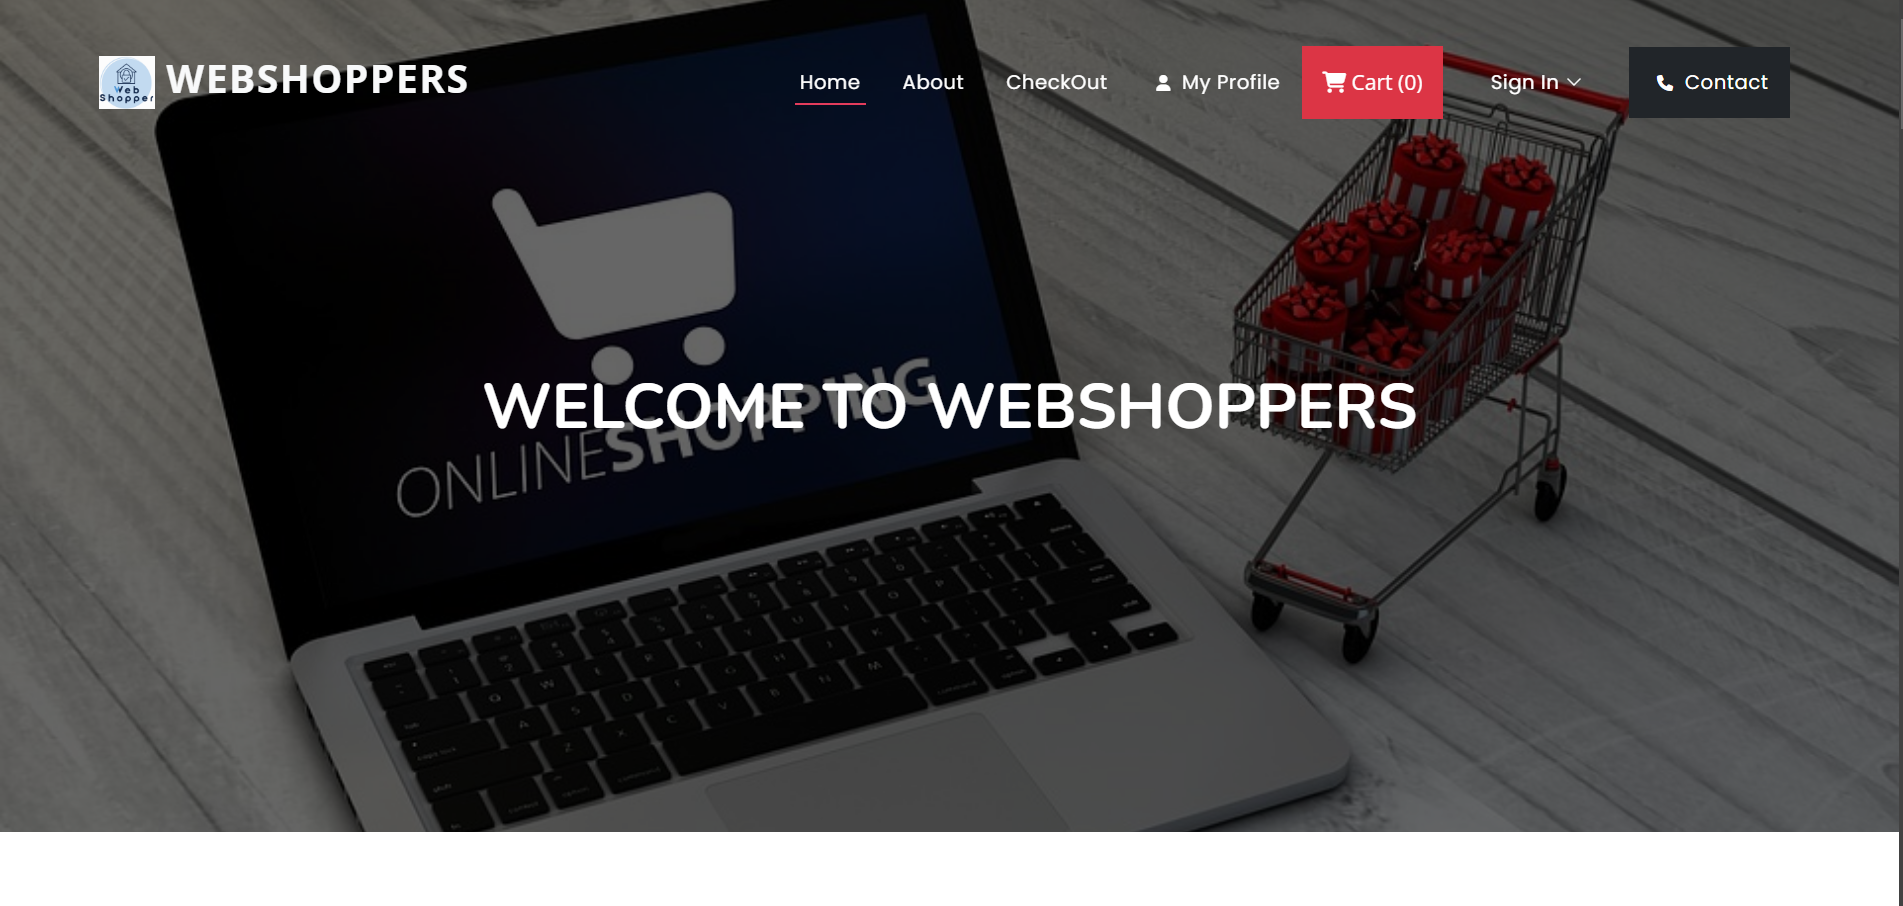 Web
Shopper
WEBSHOPPERS
Home
About
CheckOut
My Profile
Cart (0)
Sign In
Contact
WELCOME TO WEBSHOPPERS
ONLINESHOPPING